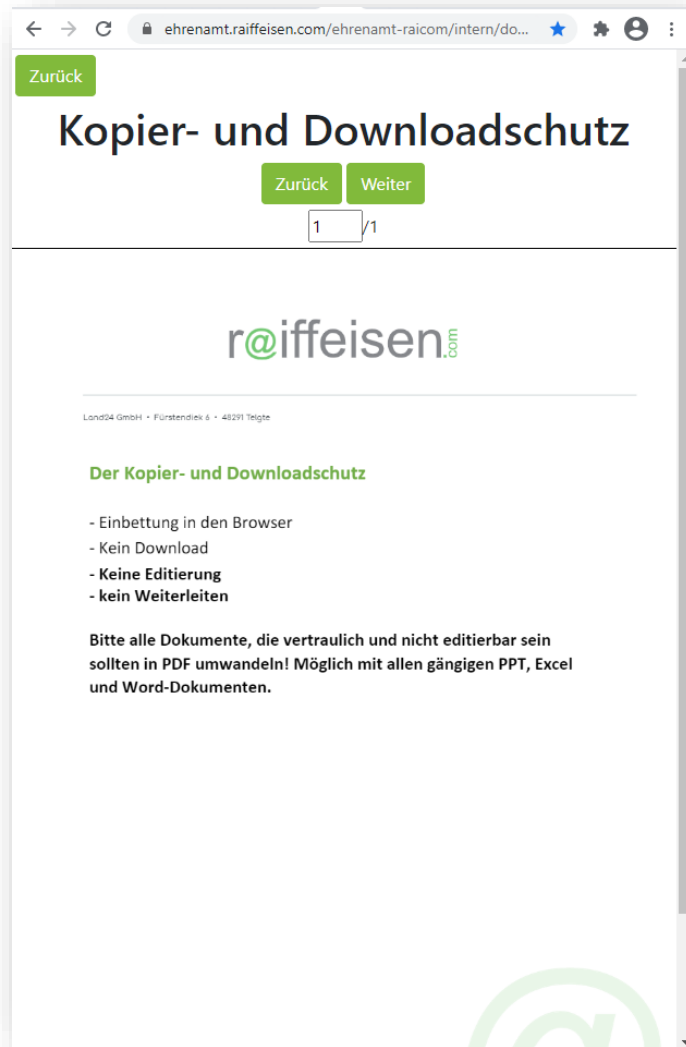 ehrenamt.raiffeisen.com/ehrenamt-raicom/intern/do...
Zurück
Kopier- und Downloadschutz
Zurück Weiter
1 /1
r@iffeisen.com
Land24 GmbH • Fürstendiek 6 • 48291 Telgte
Der Kopier- und Downloadschutz
- Einbettung in den Browser
- Kein Download
- Keine Editierung
- kein Weiterleiten
Bitte alle Dokumente, die vertraulich und nicht editierbar sein
sollten in PDF umwandeln! Möglich mit allen gängigen PPT, Excel
und Word-Dokumenten.
@